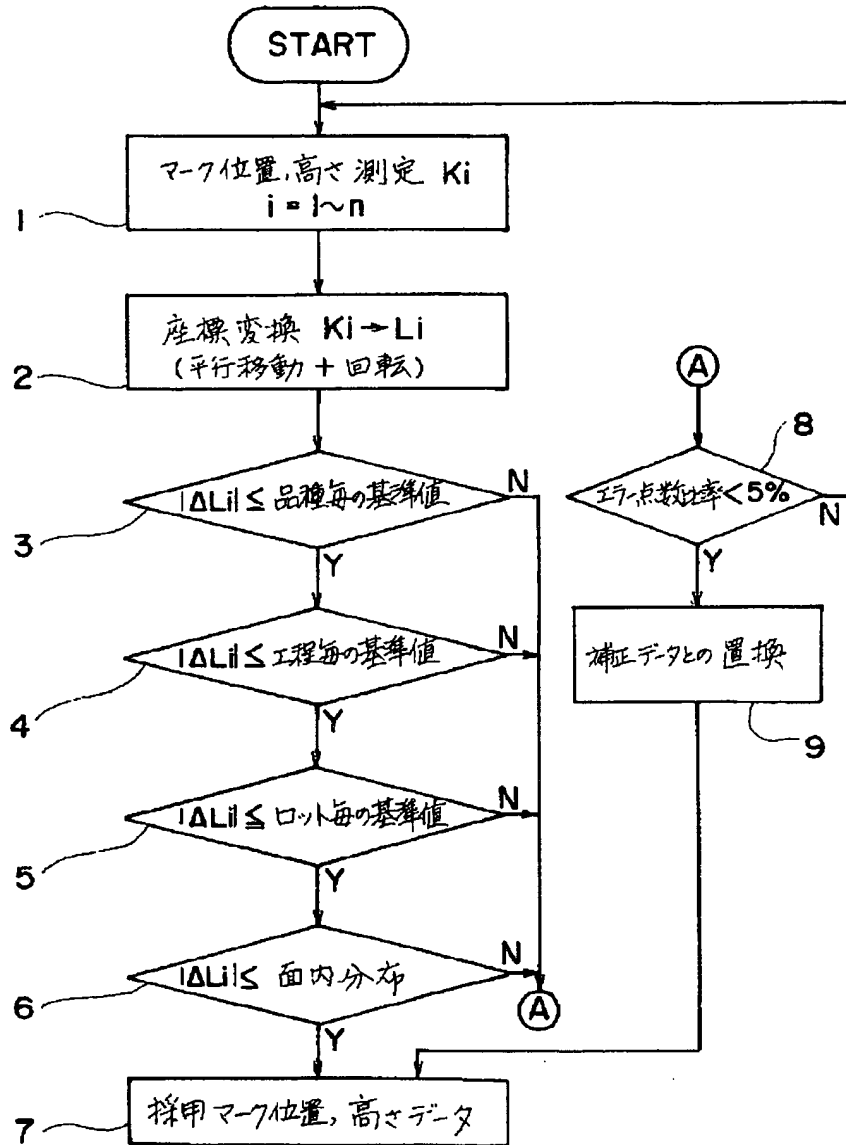 START
マーク位置,高さ測定 Ki
i = 1~n
1
座標変換 Ki→Li
(平行移動 + 回転)
2
|ΔLi| ≤ 品種毎の基準値
N
3
Y
|ΔLi| ≤ 工程毎の基準値
N
4
Y
|ΔLi| ≦ ロット毎の基準値
N
5
Y
|ΔLi| ≤ 面内分布
N
6
Y
A
採用マーク位置,高さデータ
7
A
8
エラー点数比率<5%
N
Y
補正データとの置換
9